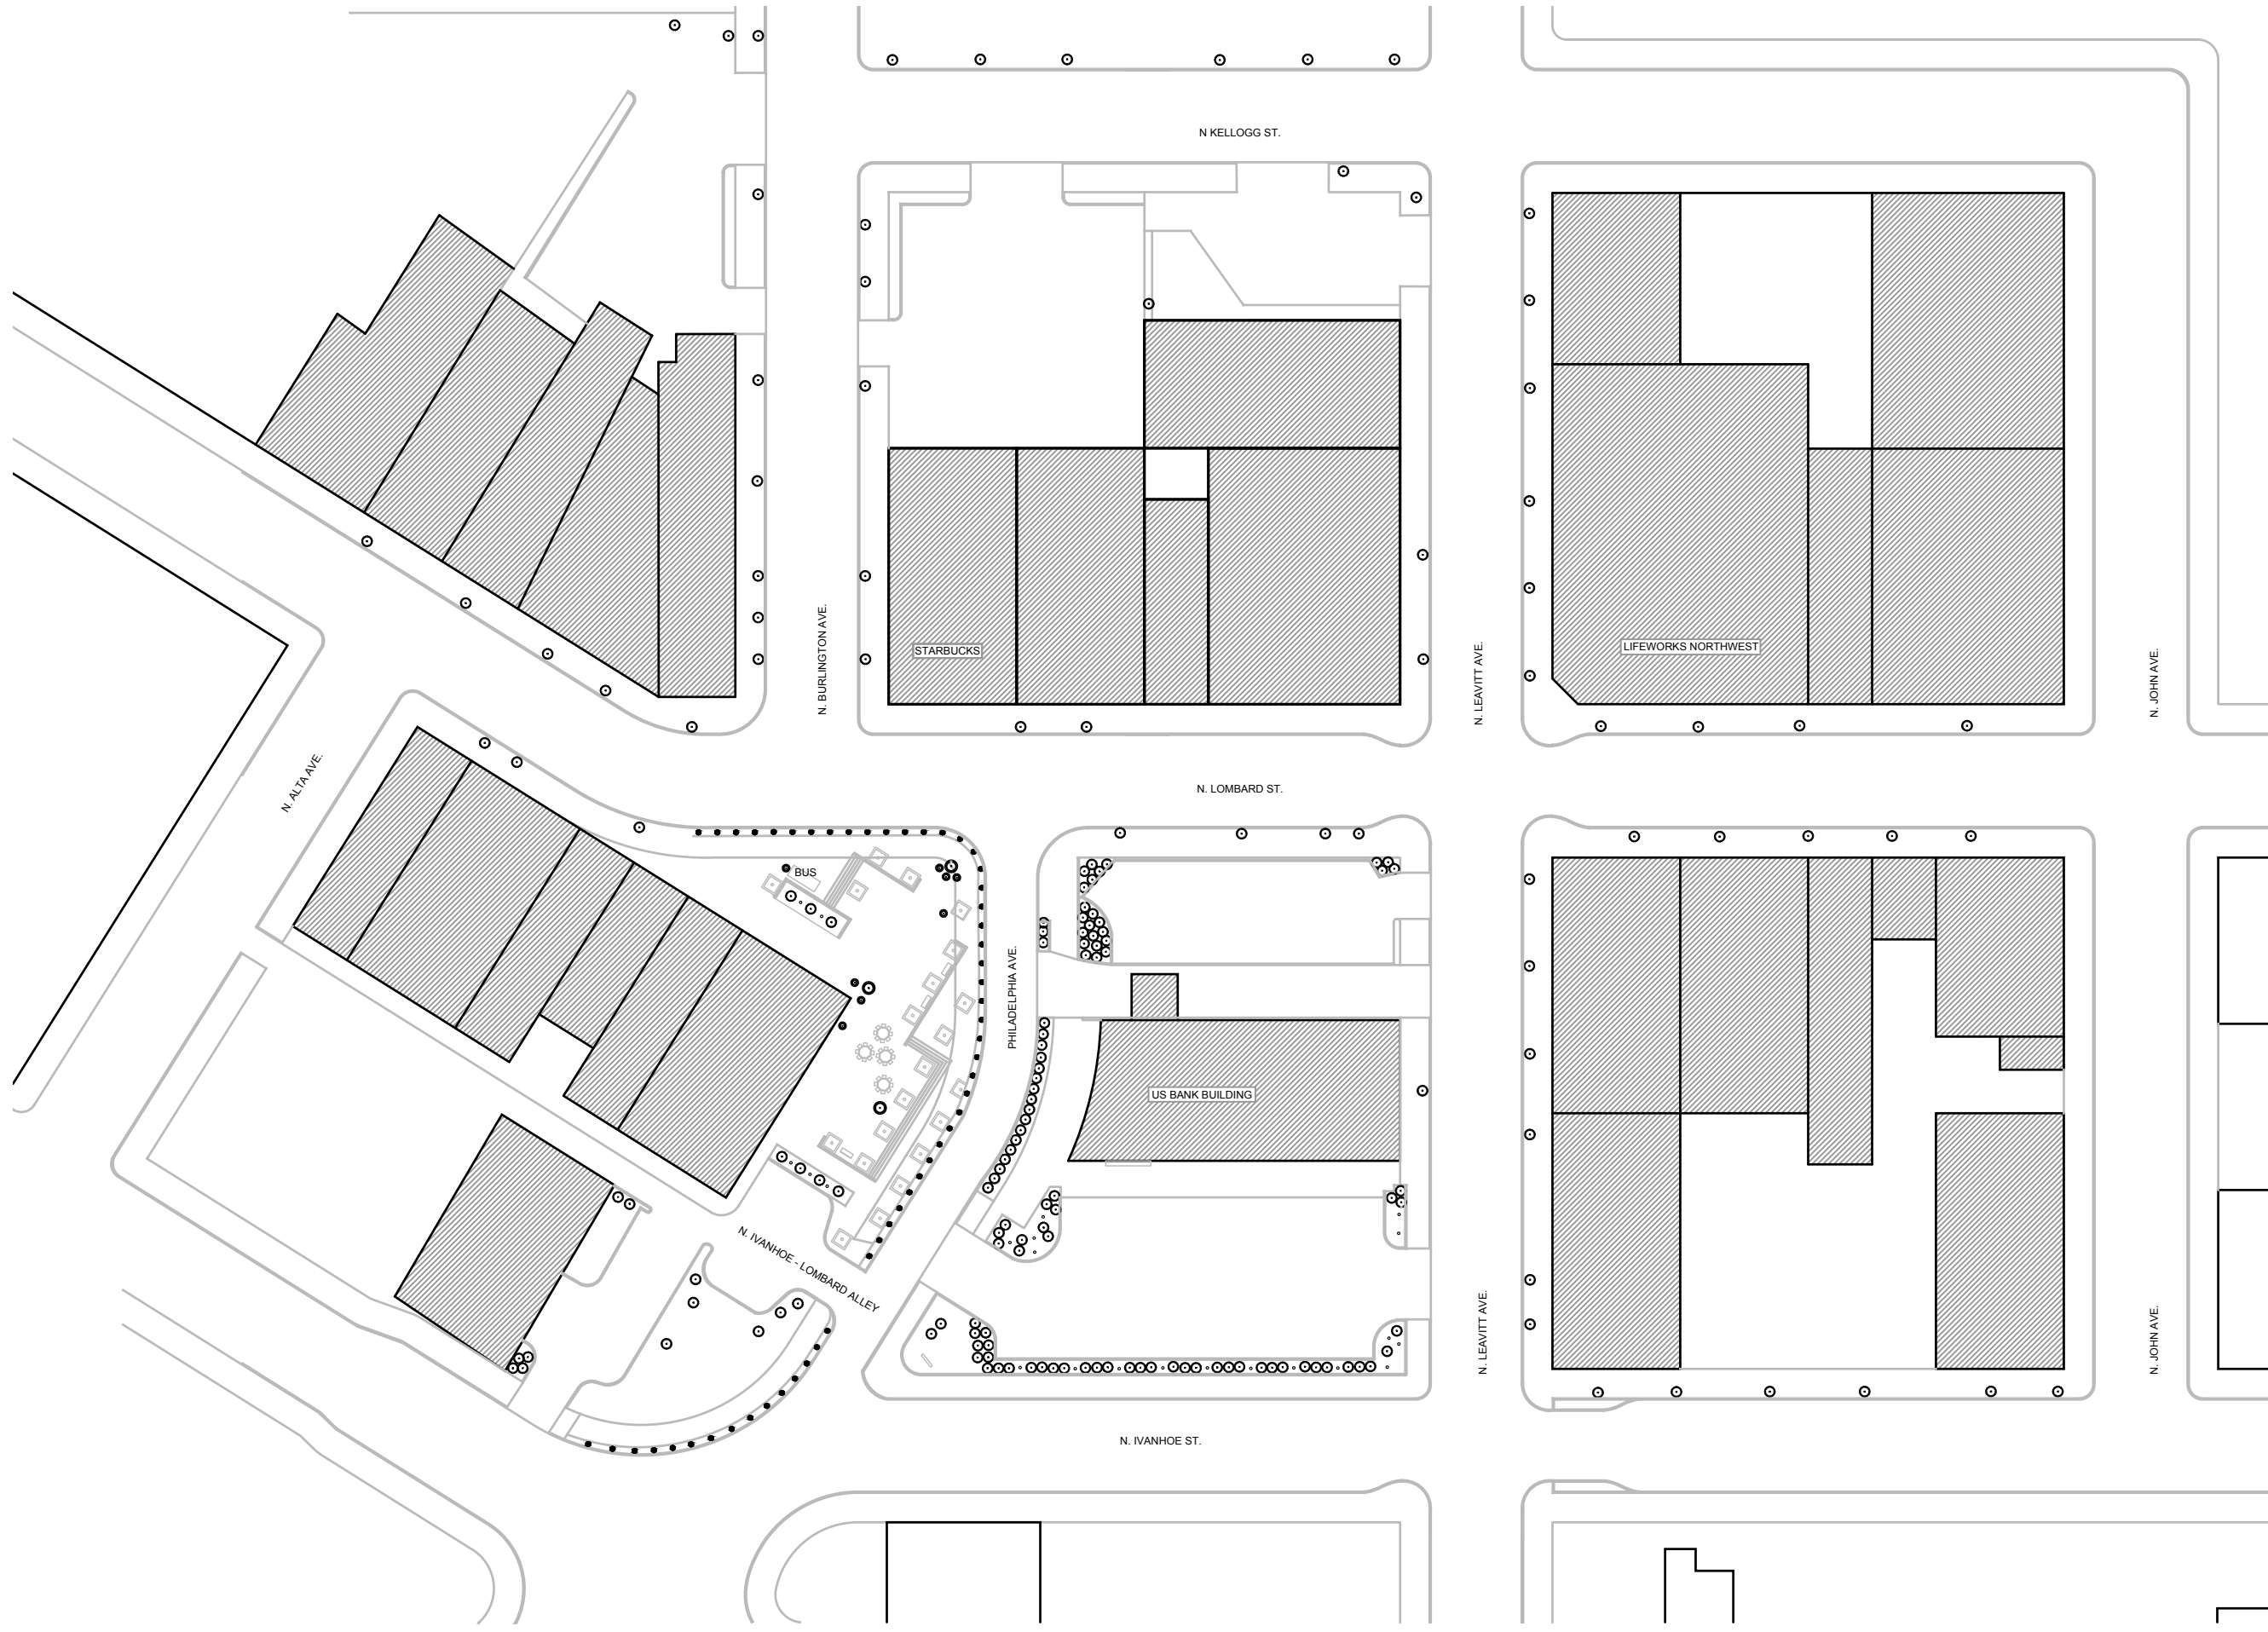 N KELLOGG ST.
N. BURLINGTON AVE.
STARBUCKS
N. LEAVITT AVE.
LIFEWORKS NORTHWEST
N. JOHN AVE.
N. ALTA AVE.
N. LOMBARD ST.
BUS
PHILADELPHIA AVE.
US BANK BUILDING
N. IVANHOE - LOMBARD ALLEY
N. LEAVITT AVE.
N. JOHN AVE.
N. IVANHOE ST.